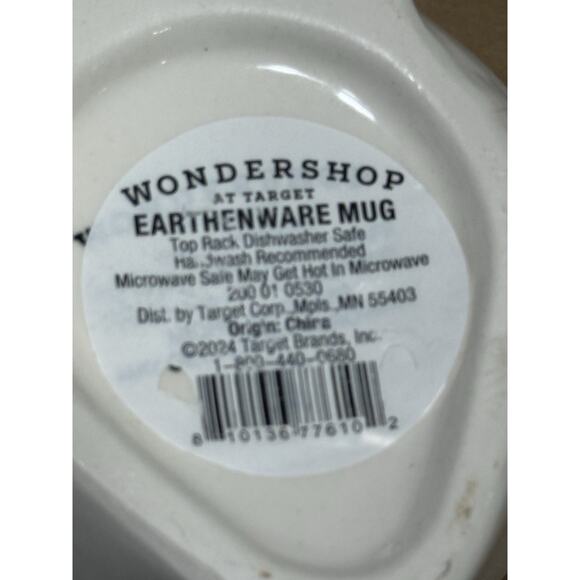 WONDERSHOP
AT TARGET
EARTHENWARE MUG
Top Rack Dishwasher Safe
Handwash Recommended
Microwave Safe May Get Hot In Microwave
200 01 0530
Dist. by Target Corp., Mpls., MN 55403
Origin: China
©2024 Target Brands, Inc.
1-800-440-0680
8 10136 77610 2